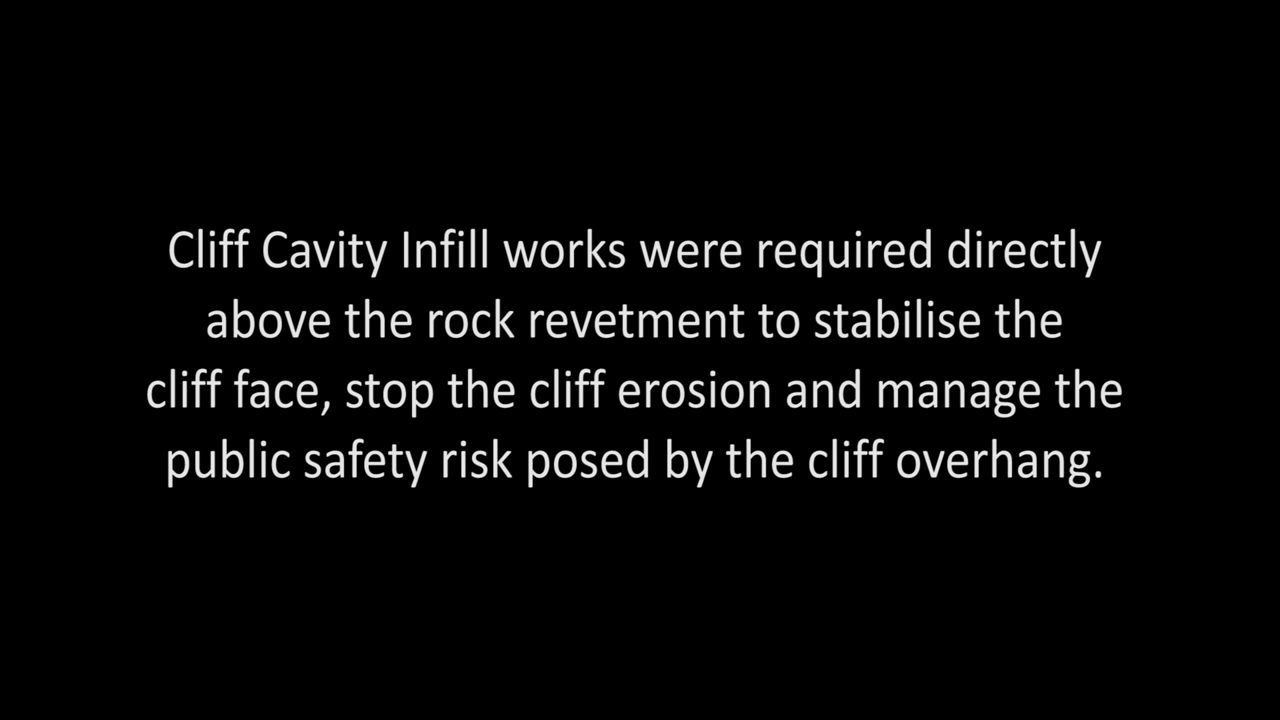 Cliff Cavity Infill works were required directly
above the rock revetment to stabilise the
cliff face, stop the cliff erosion and manage the
public safety risk posed by the cliff overhang.